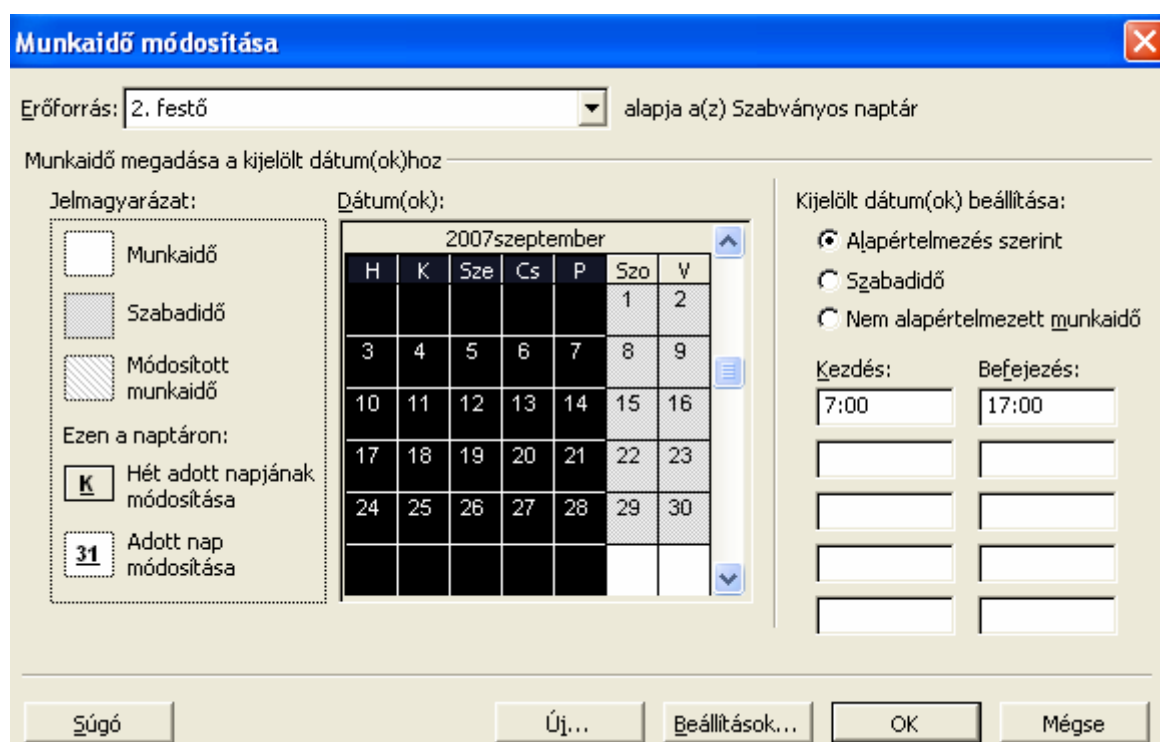 Munkaidő módosítása
Erőforrás: 2. festő alapja a(z) Szabványos naptár
Munkaidő megadása a kijelölt dátum(ok)hoz
Jelmagyarázat:
Munkaidő
Szabadidő
Módosított
munkaidő
Ezen a naptáron:
K Hét adott napjának
módosítása
31 Adott nap
módosítása
Dátum(ok):
2007szeptember
H K Sze Cs P Szo V
1 2
3 4 5 6 7 8 9
10 11 12 13 14 15 16
17 18 19 20 21 22 23
24 25 26 27 28 29 30
Kijelölt dátum(ok) beállítása:
Alapértelmezés szerint
Szabadidő
Nem alapértelmezett munkaidő
Kezdés: Befejezés:
7:00 17:00
Súgó Új... Beállítások... OK Mégse